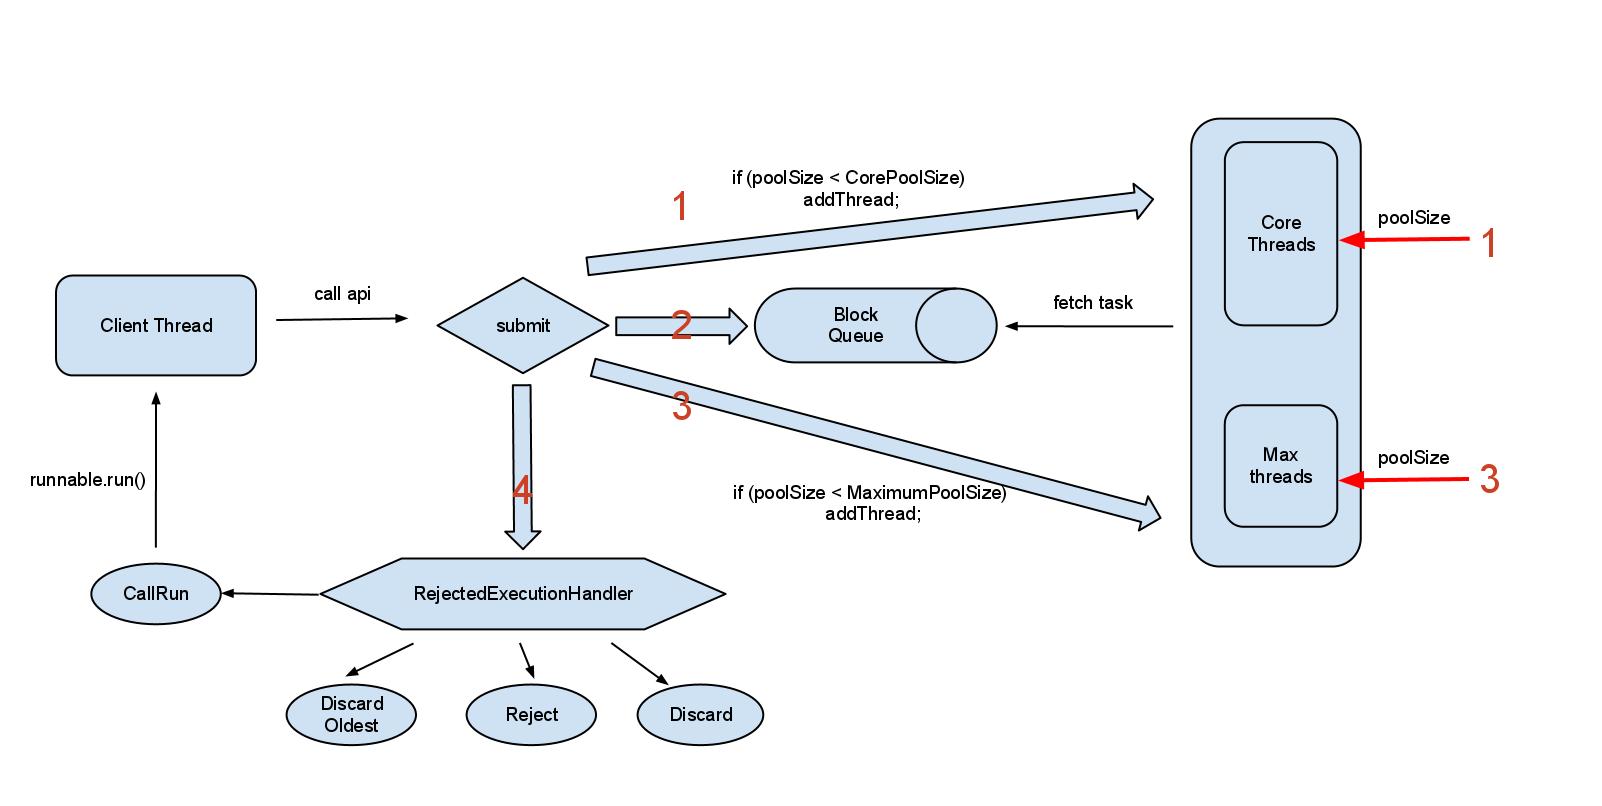 if (poolSize < CorePoolSize)
addThread;
1
Core
Threads
poolSize
1
Client Thread
call api
submit
2
Block
Queue
fetch task
3
if (poolSize < MaximumPoolSize)
addThread;
Max
threads
poolSize
3
runnable.run()
4
CallRun
RejectedExecutionHandler
Discard
Oldest
Reject
Discard